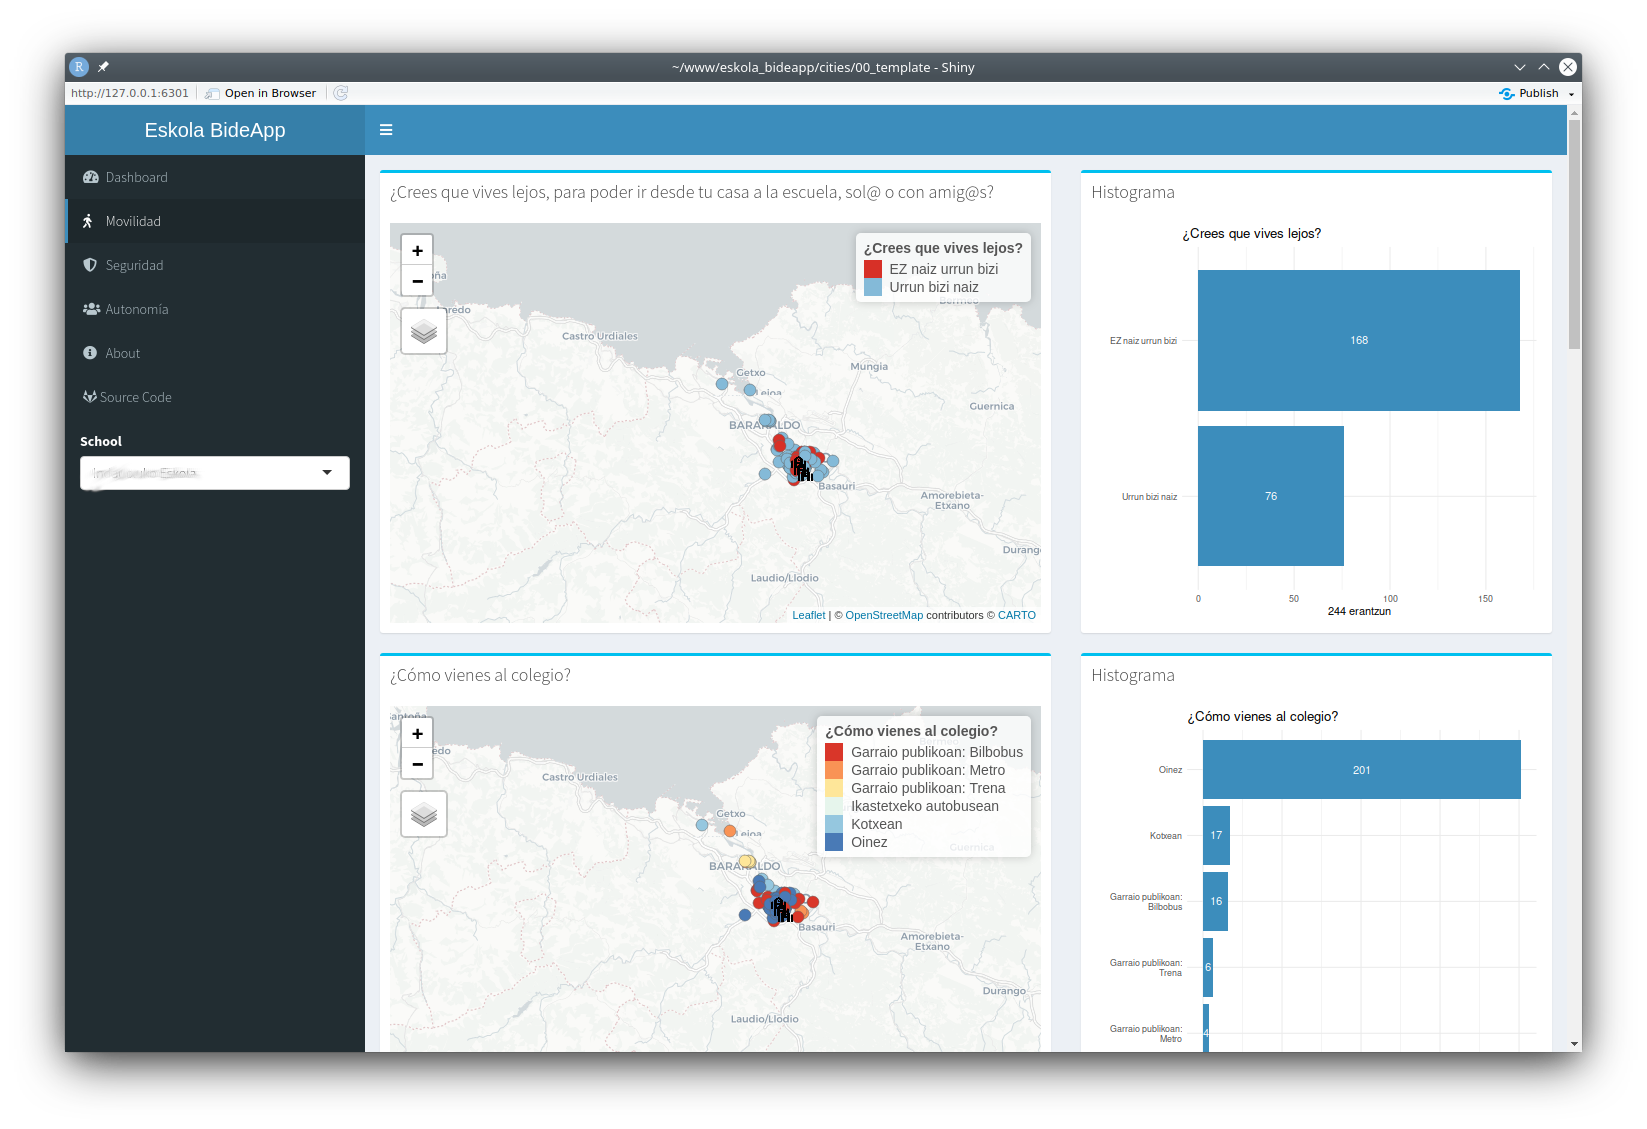 ~/www/eskola_bideapp/cities/00_template - Shiny
http://127.0.0.1:6301
Open in Browser
Publish
Eskola BideApp
Dashboard
Movilidad
Seguridad
Autonomía
About
Source Code
School
Eskola
¿Crees que vives lejos, para poder ir desde tu casa a la escuela, sol@ o con amig@s?
+
−
¿Crees que vives lejos?
EZ naiz urrun bizi
Urrun bizi naiz
Castro Urdiales
Getxo
Mungia
Guernica
Basauri
Amorebieta-
Etxano
Laudio/Llodio
Leaflet | © OpenStreetMap contributors © CARTO
Histograma
¿Crees que vives lejos?
EZ naiz urrun bizi
168
Urrun bizi naiz
76
0 50 100 150
244 erantzun
¿Cómo vienes al colegio?
+
−
¿Cómo vienes al colegio?
Garraio publikoan: Bilbobus
Garraio publikoan: Metro
Garraio publikoan: Trena
Ikastetxeko autobusean
Kotxean
Oinez
Castro Urdiales
Getxo
Guernica
Basauri
Amorebieta-
Etxano
Durango
Laudio/Llodio
Histograma
¿Cómo vienes al colegio?
Oinez
201
Kotxean
17
Garraio publikoan:
Bilbobus
16
Garraio publikoan:
Trena
6
Garraio publikoan:
Metro
4